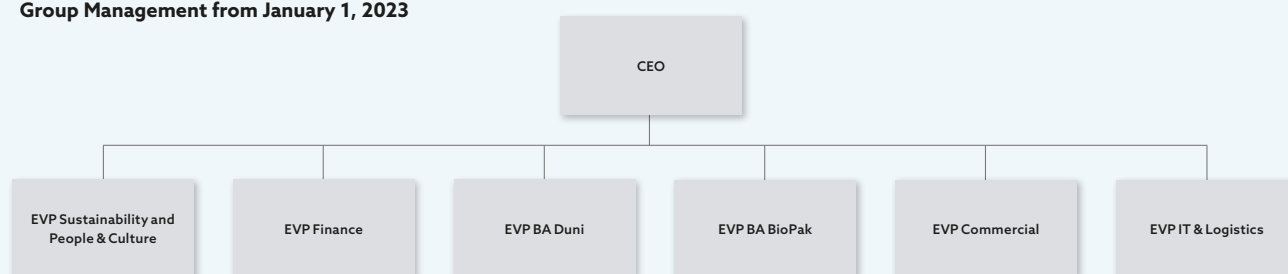 Group Management from January 1, 2023
CEO
EVP Sustainability and
People & Culture
EVP Finance
EVP BA Duni
EVP BA BioPak
EVP Commercial
EVP IT & Logistics